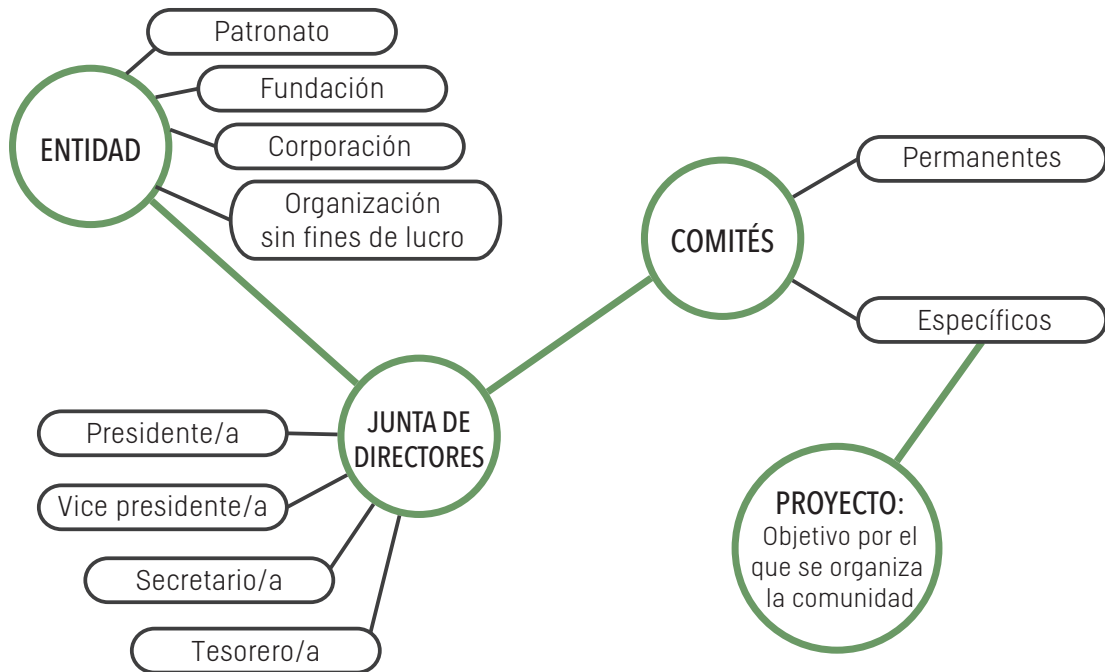 Patronato
Fundación
Corporación
Organización
sin fines de lucro
ENTIDAD
Permanentes
COMITÉS
Específicos
JUNTA DE
DIRECTORES
Presidente/a
Vice presidente/a
Secretario/a
Tesorero/a
PROYECTO:
Objetivo por el
que se organiza
la comunidad